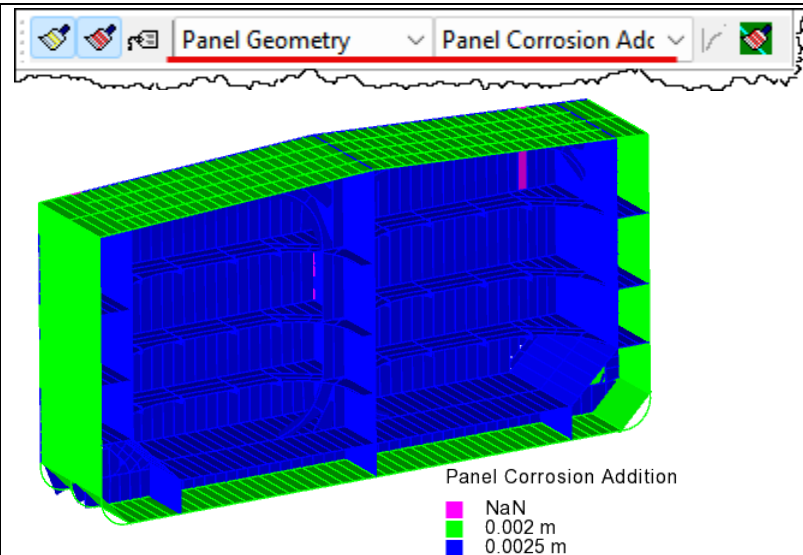 Panel Geometry
Panel Corrosion Adc
Panel Corrosion Addition
NaN
0.002 m
0.0025 m